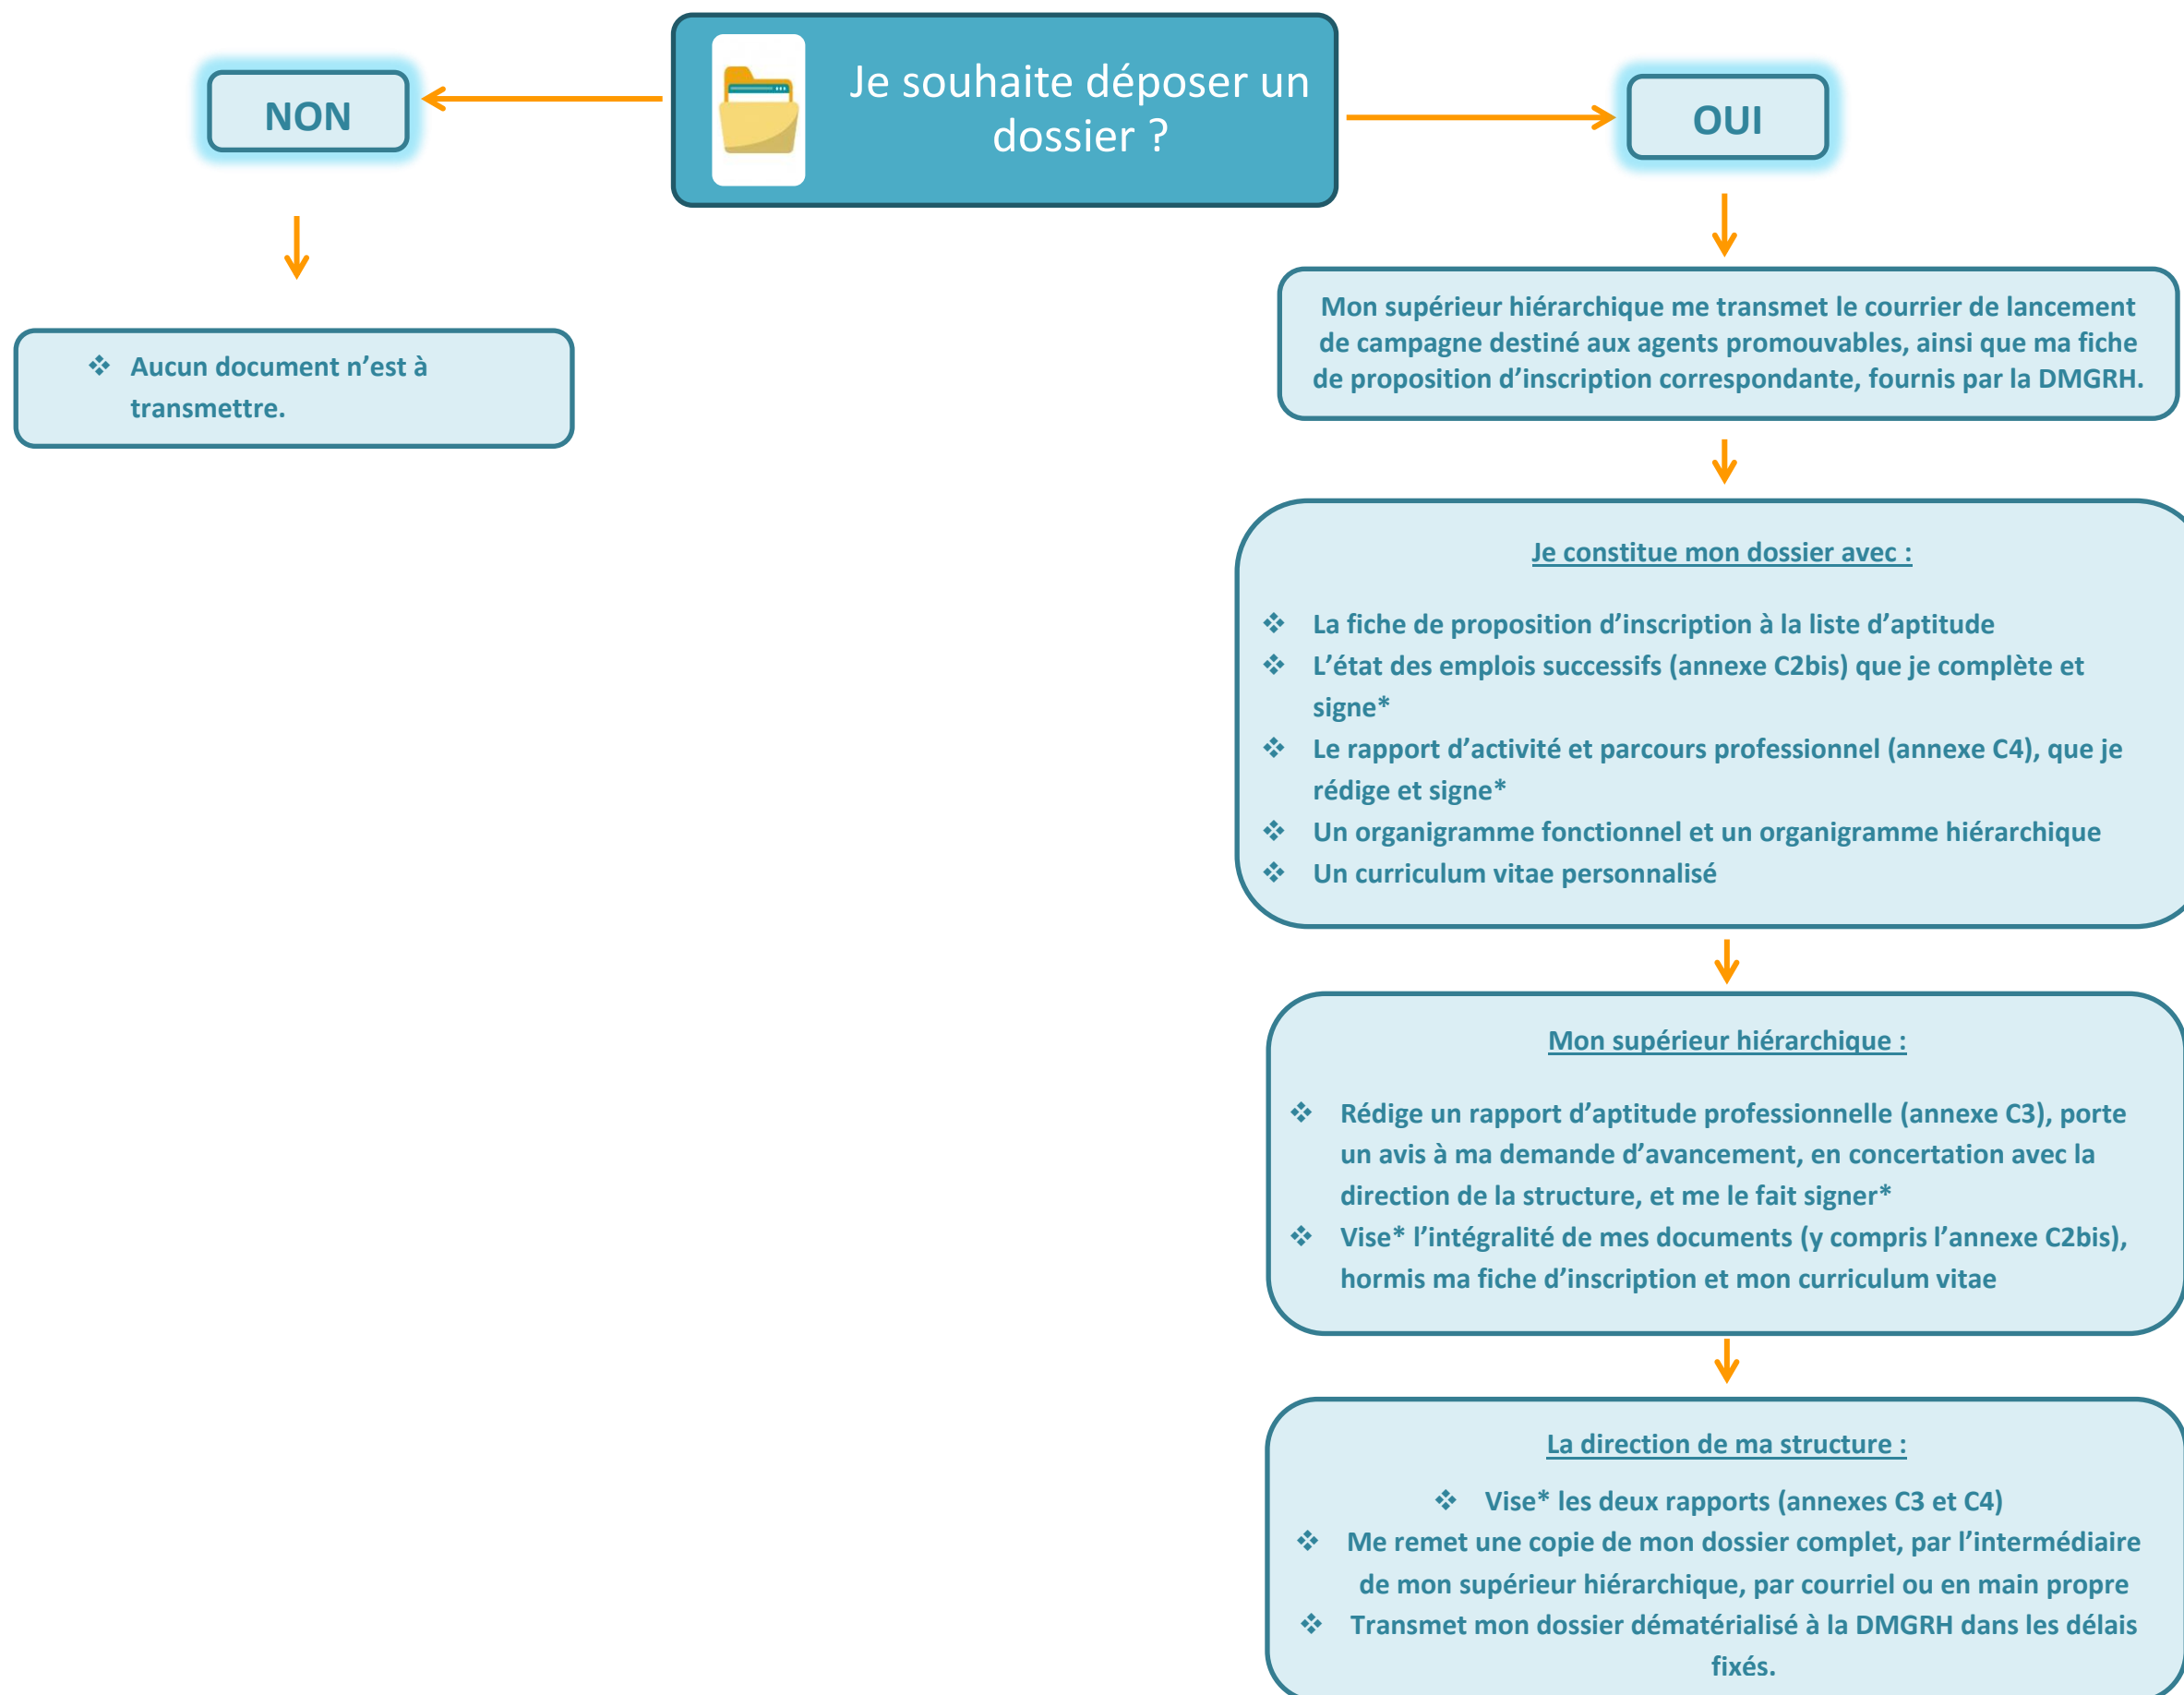 Je souhaite déposer un
dossier ?
NON
OUI
❖ Aucun document n’est à
transmettre.
Mon supérieur hiérarchique me transmet le courrier de lancement
de campagne destiné aux agents promouvables, ainsi que ma fiche
de proposition d’inscription correspondante, fournis par la DMGRH.
Je constitue mon dossier avec :
❖ La fiche de proposition d’inscription à la liste d’aptitude
❖ L’état des emplois successifs (annexe C2bis) que je complète et
signe*
❖ Le rapport d’activité et parcours professionnel (annexe C4), que je
rédige et signe*
❖ Un organigramme fonctionnel et un organigramme hiérarchique
❖ Un curriculum vitae personnalisé
Mon supérieur hiérarchique :
❖ Rédige un rapport d’aptitude professionnelle (annexe C3), porte
un avis à ma demande d’avancement, en concertation avec la
direction de la structure, et me le fait signer*
❖ Vise* l’intégralité de mes documents (y compris l’annexe C2bis),
hormis ma fiche d’inscription et mon curriculum vitae
La direction de ma structure :
❖ Vise* les deux rapports (annexes C3 et C4)
❖ Me remet une copie de mon dossier complet, par l’intermédiaire
de mon supérieur hiérarchique, par courriel ou en main propre
❖ Transmet mon dossier dématérialisé à la DMGRH dans les délais
fixés.